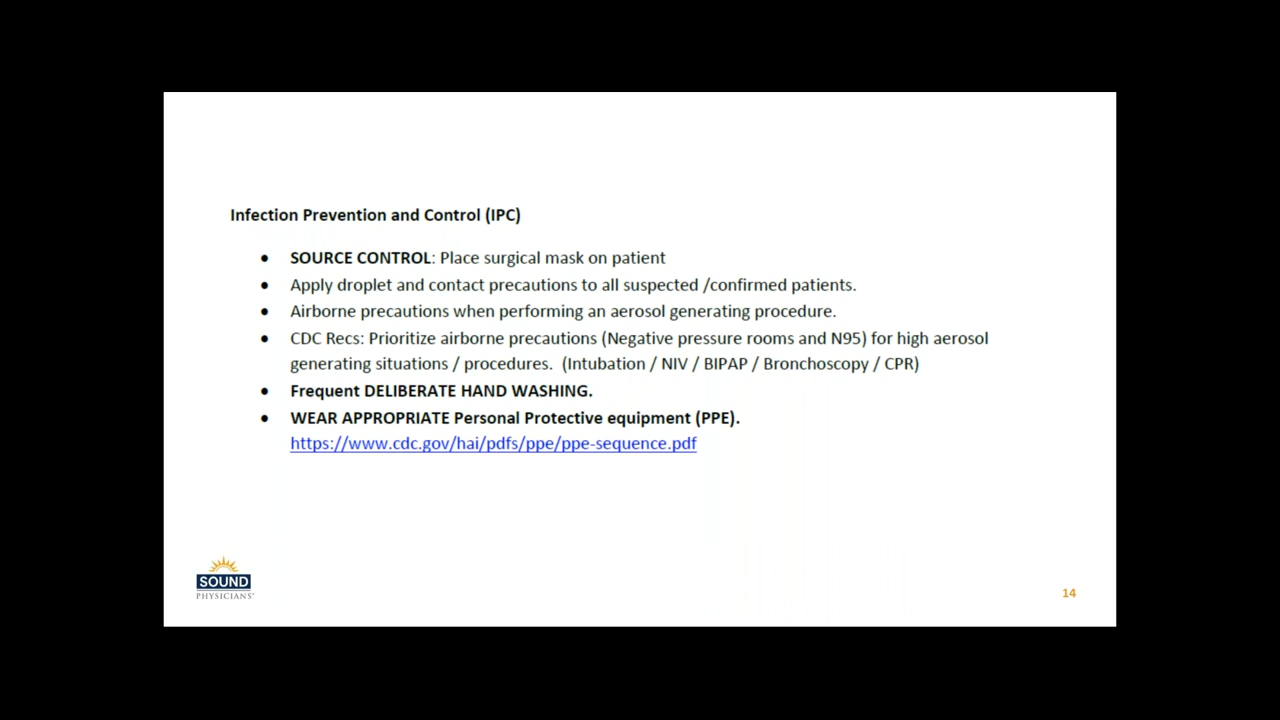 Infection Prevention and Control (IPC)
● SOURCE CONTROL: Place surgical mask on patient
● Apply droplet and contact precautions to all suspected /confirmed patients.
● Airborne precautions when performing an aerosol generating procedure.
● CDC Recs: Prioritize airborne precautions (Negative pressure rooms and N95) for high aerosol
generating situations / procedures.  (Intubation / NIV / BIPAP / Bronchoscopy / CPR)
● Frequent DELIBERATE HAND WASHING.
● WEAR APPROPRIATE Personal Protective equipment (PPE).
https://www.cdc.gov/hai/pdfs/ppe/ppe-sequence.pdf
SOUND
PHYSICIANS
14